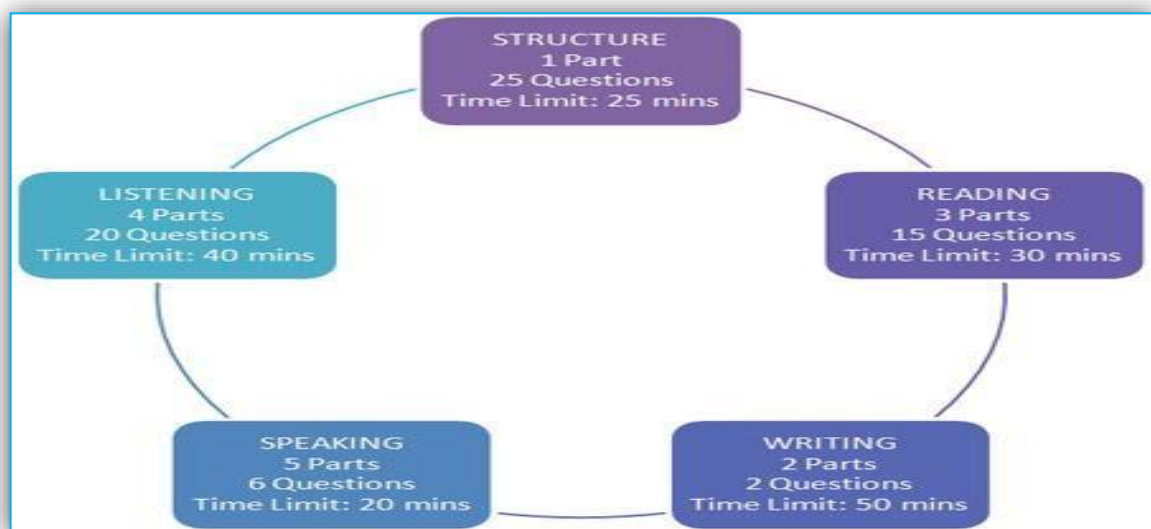 STRUCTURE
1 Part
25 Questions
Time Limit: 25 mins
READING
3 Parts
15 Questions
Time Limit: 30 mins
WRITING
2 Parts
2 Questions
Time Limit: 50 mins
SPEAKING
5 Parts
6 Questions
Time Limit: 20 mins
LISTENING
4 Parts
20 Questions
Time Limit: 40 mins